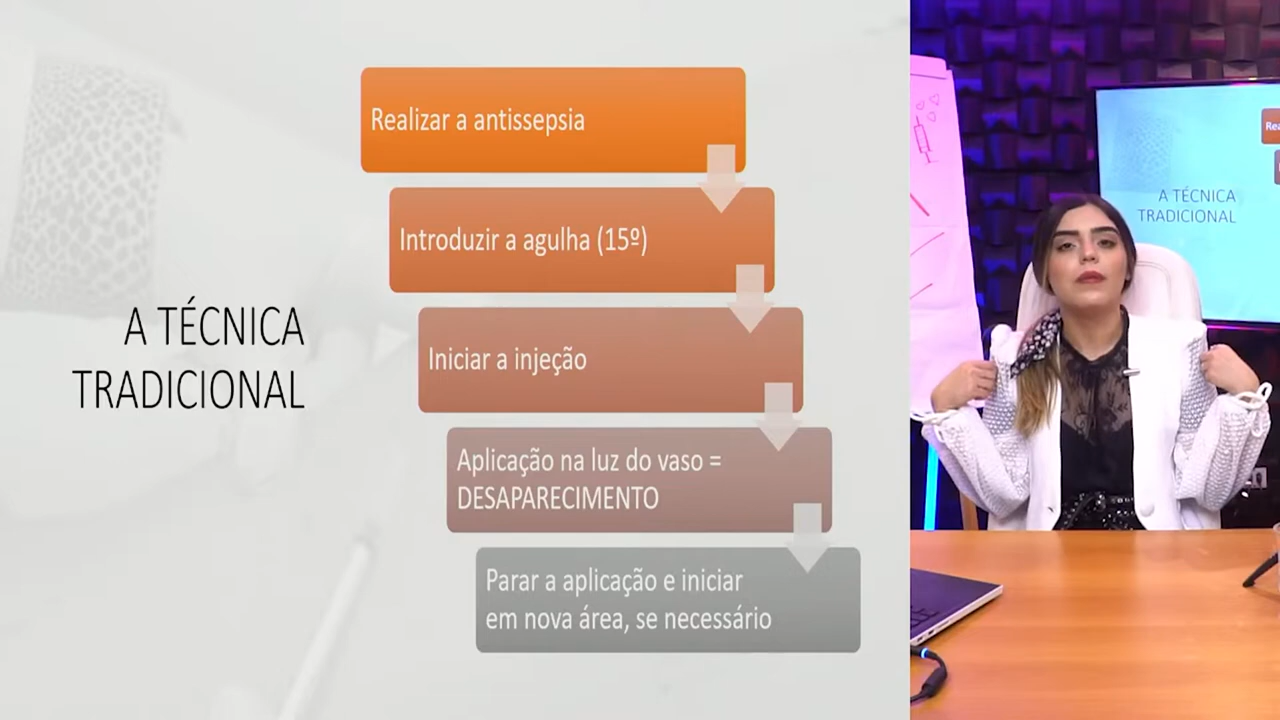 A TÉCNICA
TRADICIONAL
Realizar a antissepsia
Introduzir a agulha (15º)
Iniciar a injeção
Aplicação na luz do vaso =
DESAPARECIMENTO
Parar a aplicação e iniciar
em nova área, se necessário
A TÉCNICA
TRADICIONAL